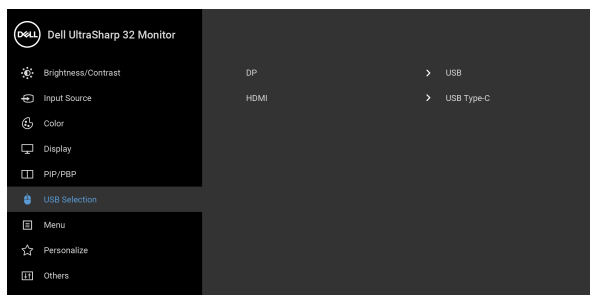 DELL Dell UltraSharp 32 Monitor
Brightness/Contrast
DP > USB
Input Source
HDMI > USB Type-C
Color
Display
PIP/PBP
USB Selection
Menu
Personalize
Others